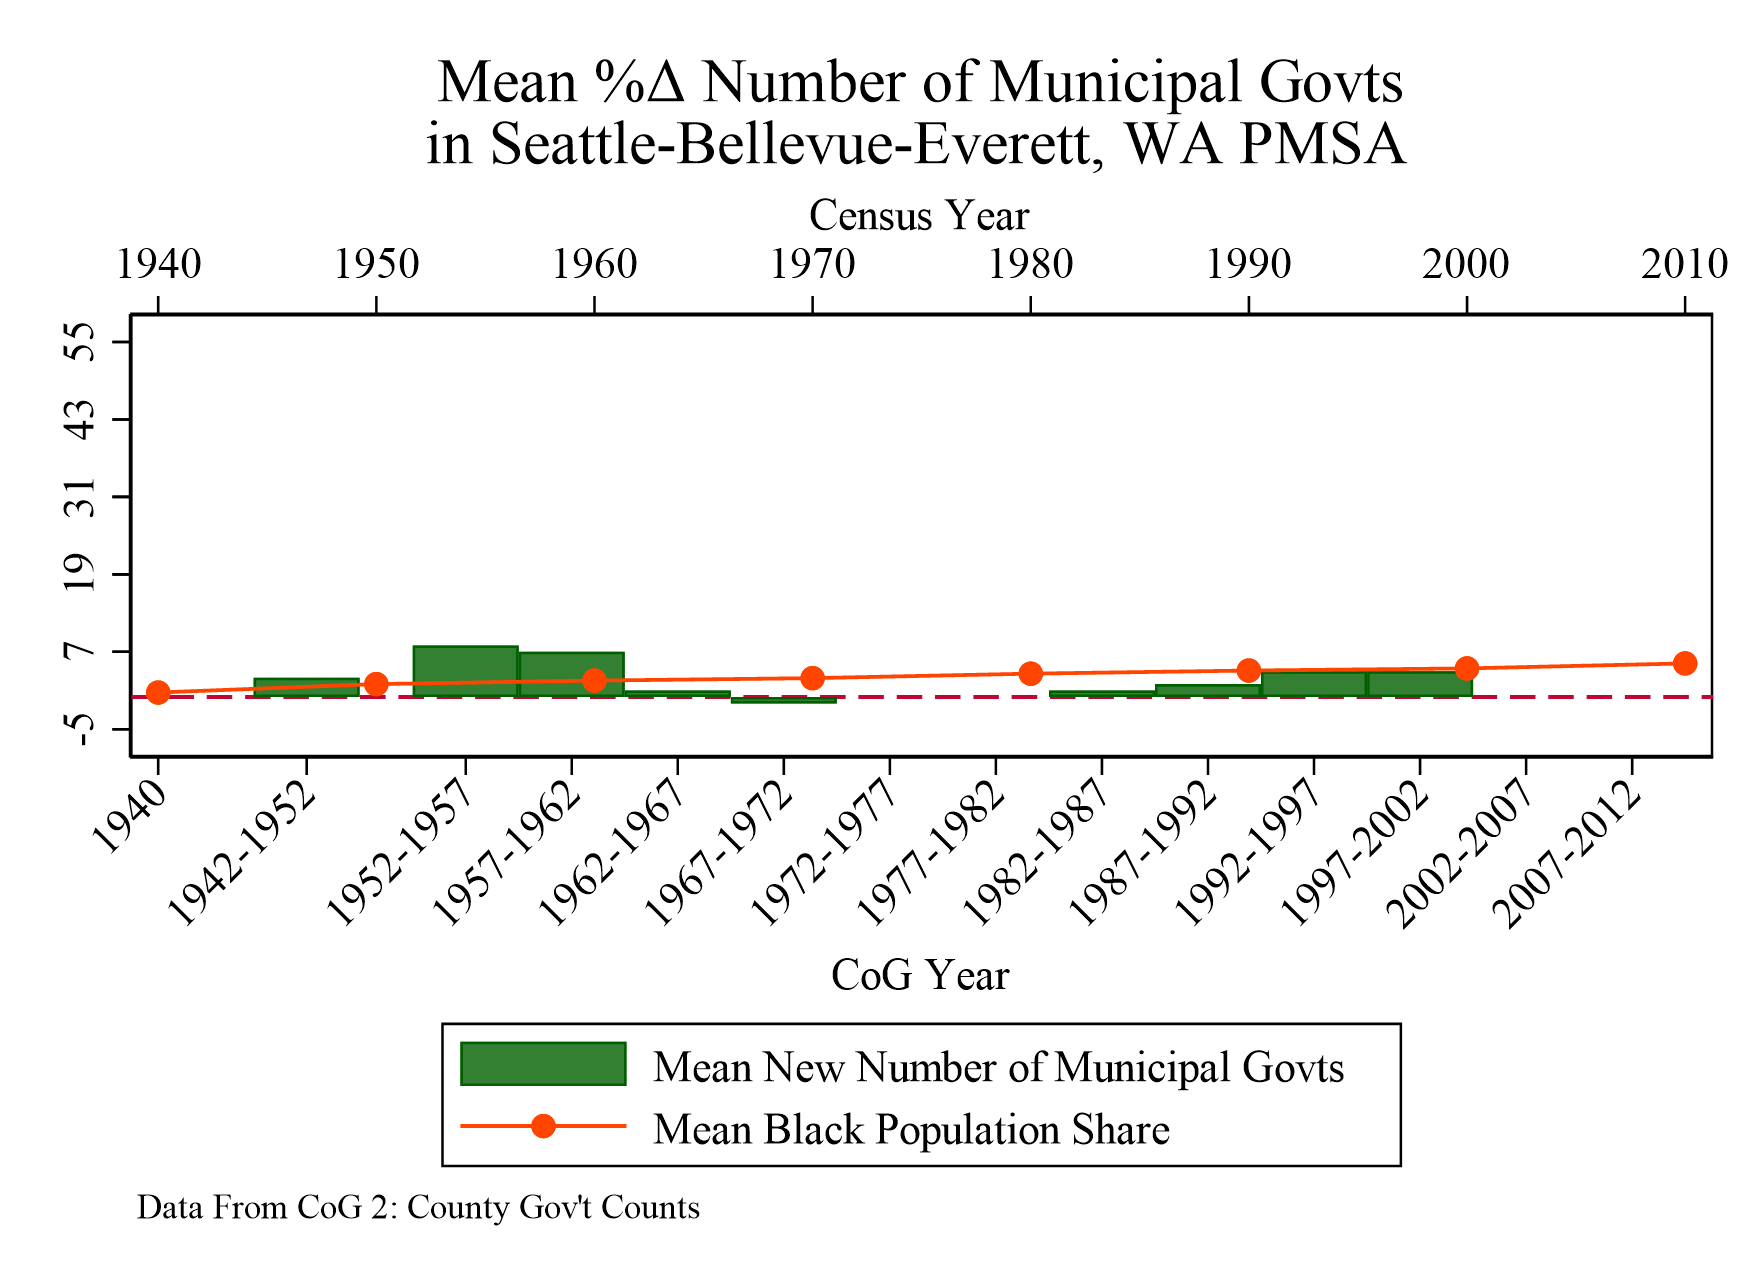 Mean %Δ Number of Municipal Govts
in Seattle-Bellevue-Everett, WA PMSA
Census Year
1940 1950 1960 1970 1980 1990 2000 2010
55
43
31
19
7
-5
1940 1942-1952 1952-1957 1957-1962 1962-1967 1967-1972 1972-1977 1977-1982 1982-1987 1987-1992 1992-1997 1997-2002 2002-2007 2007-2012
CoG Year
Mean New Number of Municipal Govts
Mean Black Population Share
Data From CoG 2: County Gov't Counts